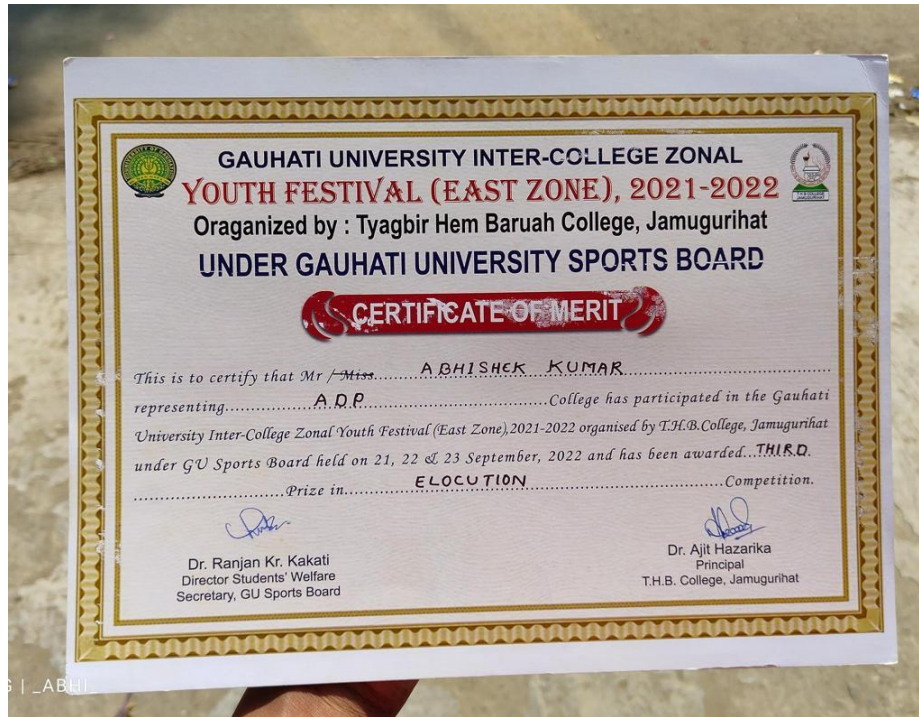 GAUHATI UNIVERSITY INTER-COLLEGE ZONAL
YOUTH FESTIVAL (EAST ZONE), 2021-2022
Oraganized by : Tyagbir Hem Baruah College, Jamugurihat
UNDER GAUHATI UNIVERSITY SPORTS BOARD
CERTIFICATE OF MERIT
This is to certify that Mr / Miss.... ABHISHEK KUMAR
representing.............. A.D.P. ..............College has participated in the Gauhati
University Inter-College Zonal Youth Festival (East Zone),2021-2022 organised by T.H.B.College, Jamugurihat
under GU Sports Board held on 21, 22 & 23 September, 2022 and has been awarded...THIRD.
........................Prize in........... ELOCUTION ..............................Competition.
Dr. Ranjan Kr. Kakati
Director Students' Welfare
Secretary, GU Sports Board
Dr. Ajit Hazarika
Principal
T.H.B. College, Jamugurihat